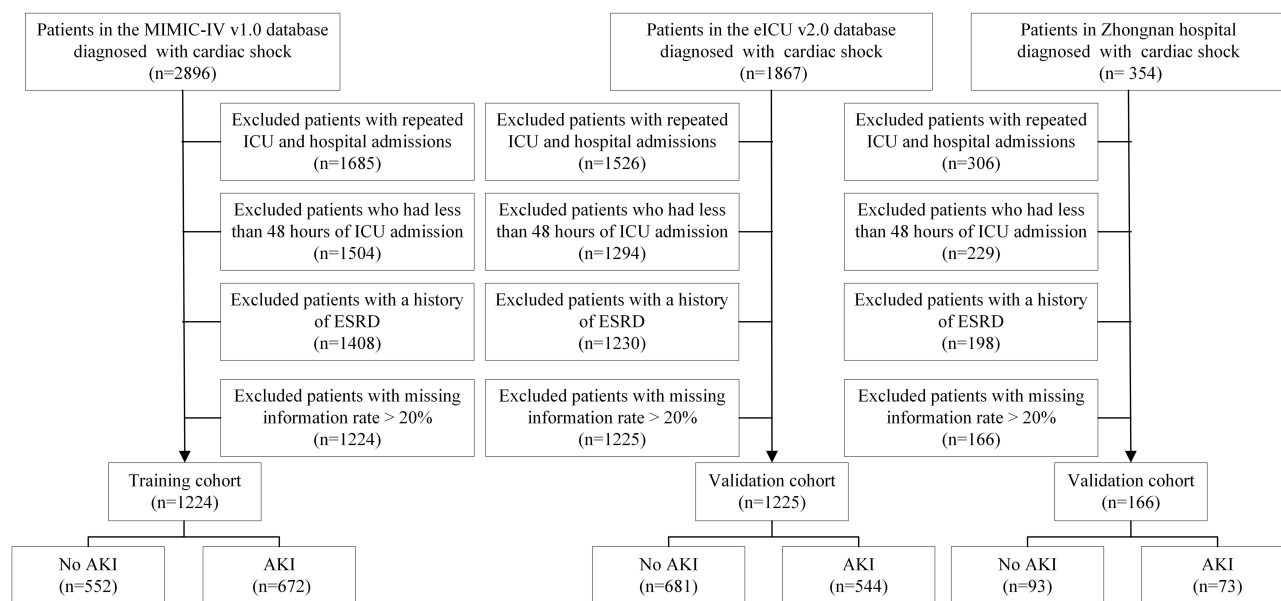 Patients in the MIMIC-IV v1.0 database
diagnosed with cardiac shock
(n=2896)
Patients in the eICU v2.0 database
diagnosed with cardiac shock
(n=1867)
Patients in Zhongnan hospital
diagnosed with cardiac shock
(n= 354)
Excluded patients with repeated
ICU and hospital admissions
(n=1685)
Excluded patients with repeated
ICU and hospital admissions
(n=1526)
Excluded patients with repeated
ICU and hospital admissions
(n=306)
Excluded patients who had less
than 48 hours of ICU admission
(n=1504)
Excluded patients who had less
than 48 hours of ICU admission
(n=1294)
Excluded patients who had less
than 48 hours of ICU admission
(n=229)
Excluded patients with a history
of ESRD
(n=1408)
Excluded patients with a history
of ESRD
(n=1230)
Excluded patients with a history
of ESRD
(n=198)
Excluded patients with missing
information rate > 20%
(n=1224)
Excluded patients with missing
information rate > 20%
(n=1225)
Excluded patients with missing
information rate > 20%
(n=166)
Training cohort
(n=1224)
Validation cohort
(n=1225)
Validation cohort
(n=166)
No AKI
(n=552)
AKI
(n=672)
No AKI
(n=681)
AKI
(n=544)
No AKI
(n=93)
AKI
(n=73)